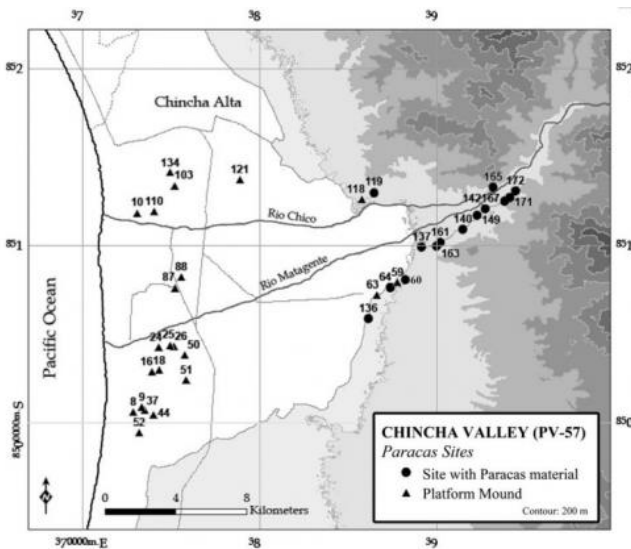 37 38 39
852 852
Chincha Alta
134
103 121
10 110
118 119
165 172
142 167
171
140 149
Rio Chico
851 851
137 161
163
Rio Matagente
88
87
64 59 60
63
136
Pacific Ocean
24 25 26
50
16 18
51
8 9 37
44
52
8500000m. S
850
CHINCHA VALLEY (PV-57)
Paracas Sites
Site with Paracas material
Platform Mound
Contour: 200 m
N
0 4 8
Kilometers
370000m.E 38 39